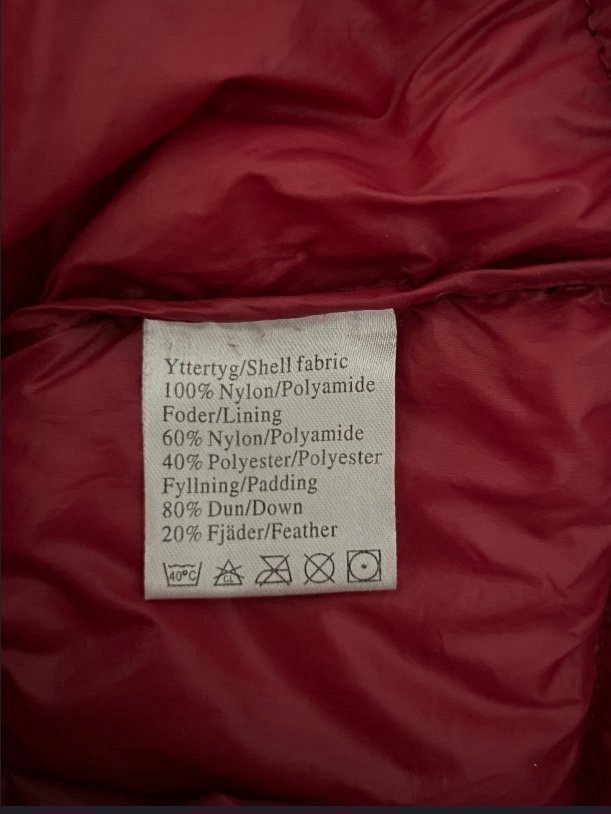 Yttertyg/Shell fabric
100% Nylon/Polyamide
Foder/Lining
60% Nylon/Polyamide
40% Polyester/Polyester
Fyllning/Padding
80% Dun/Down
20% Fjäder/Feather
40°C CL